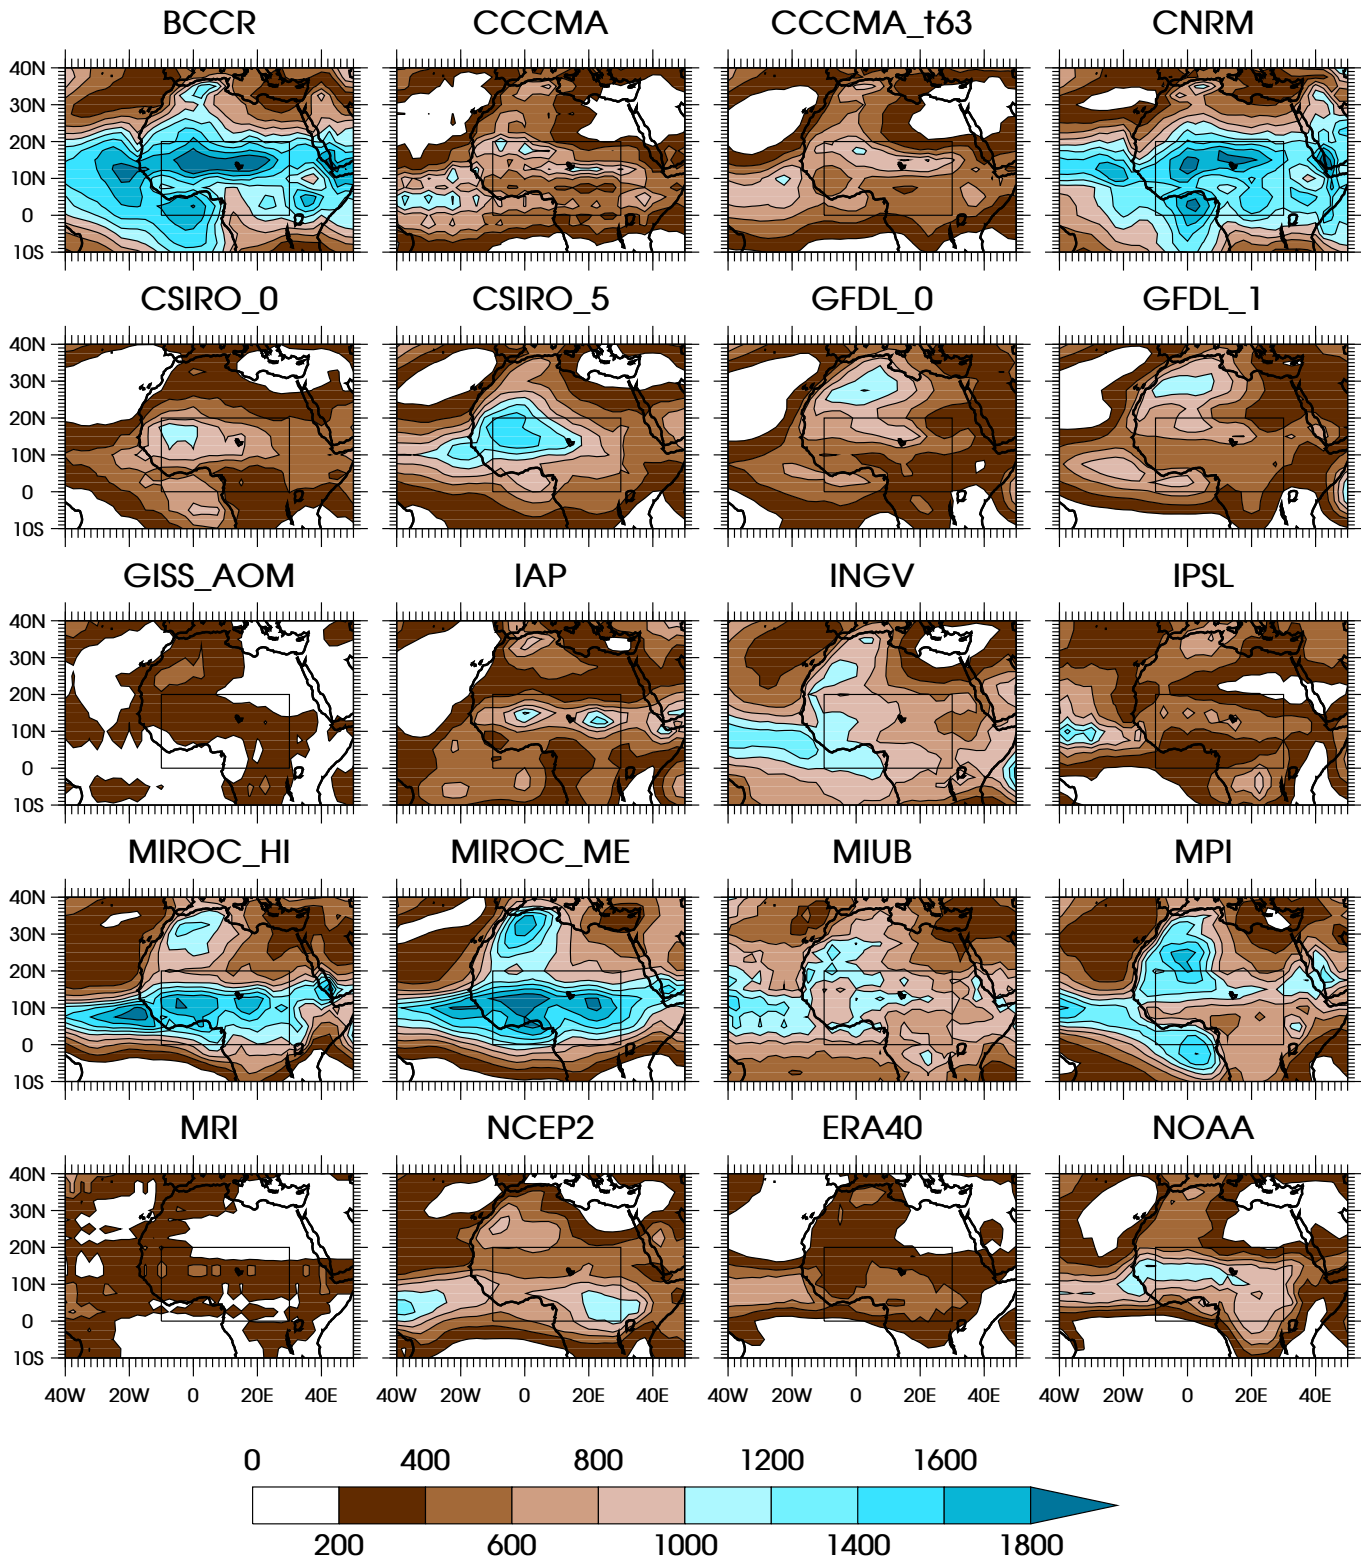 BCCR CCCMA CCCMA_t63 CNRM
40N
30N
20N
10N
0
10S
CSIRO_0 CSIRO_5 GFDL_0 GFDL_1
40N
30N
20N
10N
0
10S
GISS_AOM IAP INGV IPSL
40N
30N
20N
10N
0
10S
MIROC_HI MIROC_ME MIUB MPI
40N
30N
20N
10N
0
10S
MRI NCEP2 ERA40 NOAA
40N
30N
20N
10N
0
10S
40W 20W 0 20E 40E 40W 20W 0 20E 40E 40W 20W 0 20E 40E 40W 20W 0 20E 40E
0 400 800 1200 1600
200 600 1000 1400 1800